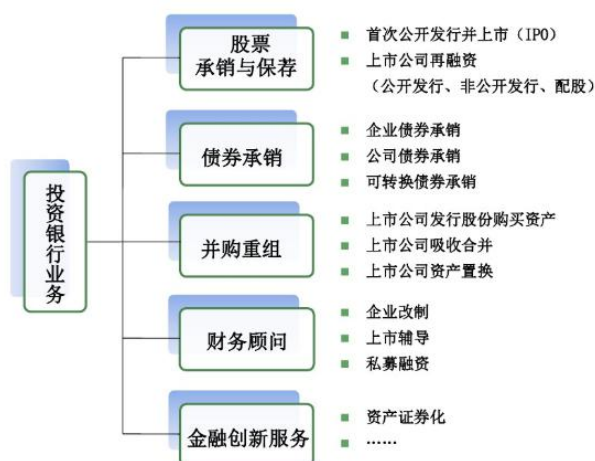 投资银行业务
股票
承销与保荐
■ 首次公开发行并上市（IPO）
■ 上市公司再融资
（公开发行、非公开发行、配股）
债券承销
■ 企业债券承销
■ 公司债券承销
■ 可转换债券承销
并购重组
■ 上市公司发行股份购买资产
■ 上市公司吸收合并
■ 上市公司资产置换
财务顾问
■ 企业改制
■ 上市辅导
■ 私募融资
金融创新服务
■ 资产证券化
■ ……